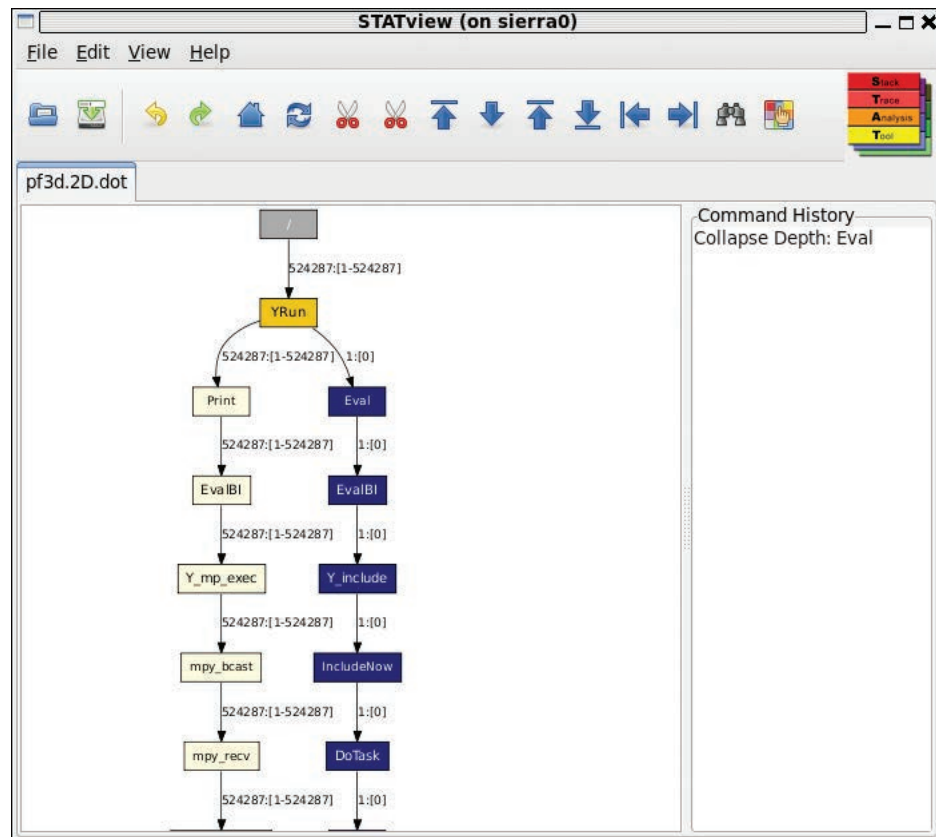 STATview (on sierra0)
File Edit View Help
Stack
Trace
Analysis
Tool
pf3d.2D.dot
/
524287:[1-524287]
YRun
524287:[1-524287] 1:[0]
Print Eval
524287:[1-524287] 1:[0]
EvalBI EvalBI
524287:[1-524287] 1:[0]
Y_mp_exec Y_include
524287:[1-524287] 1:[0]
mpy_bcast IncludeNow
524287:[1-524287] 1:[0]
mpy_recv DoTask
524287:[1-524287] 1:[0]
Command History
Collapse Depth: Eval